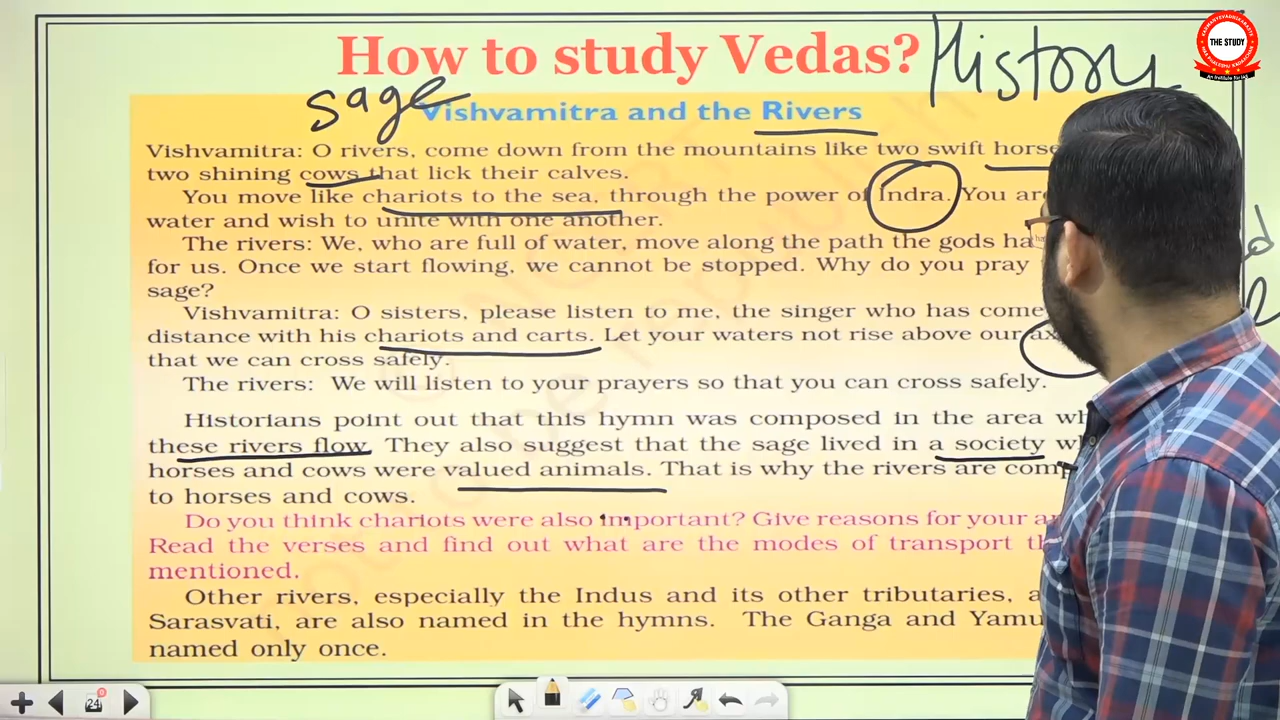 How to study Vedas?
History
THE STUDY
An Institute for IAS
sage
Vishvamitra and the Rivers
Vishvamitra: O rivers, come down from the mountains like two swift horse
two shining cows that lick their calves.
You move like chariots to the sea, through the power of Indra. You are
water and wish to unite with one another.
The rivers: We, who are full of water, move along the path the gods ha
for us. Once we start flowing, we cannot be stopped. Why do you pray
sage?
Vishvamitra: O sisters, please listen to me, the singer who has come
distance with his chariots and carts. Let your waters not rise above our ax
that we can cross safely.
The rivers: We will listen to your prayers so that you can cross safely.
Historians point out that this hymn was composed in the area wh
these rivers flow. They also suggest that the sage lived in a society wh
horses and cows were valued animals. That is why the rivers are comp
to horses and cows.
Do you think chariots were also important? Give reasons for your an
Read the verses and find out what are the modes of transport th
mentioned.
Other rivers, especially the Indus and its other tributaries, a
Sarasvati, are also named in the hymns. The Ganga and Yamu
named only once.
24